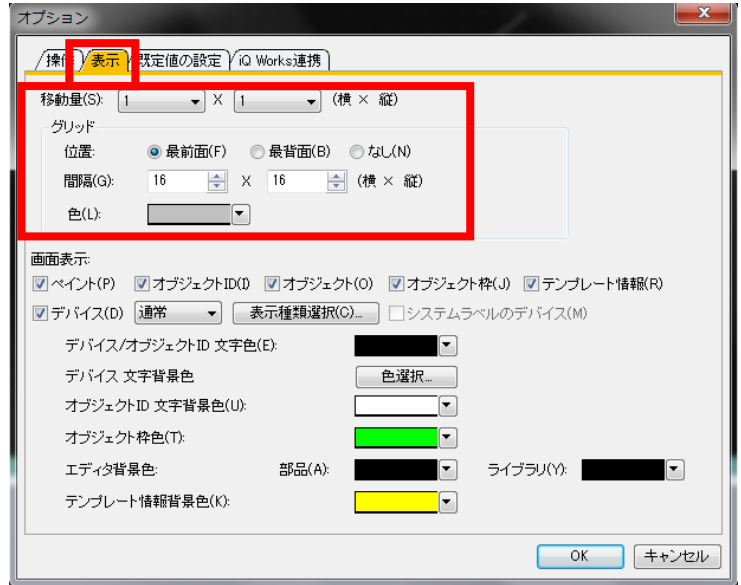 オプション
操作 表示 既定値の設定 iQ Works連携
移動量(S): 1 X 1 (横 × 縦)
グリッド
位置: 最前面(F) 最背面(B) なし(N)
間隔(G): 16 X 16 (横 × 縦)
色(L):
画面表示:
ペイント(P) オブジェクトID(I) オブジェクト(O) オブジェクト枠(J) テンプレート情報(R)
デバイス(D) 通常 表示種類選択(C)... システムラベルのデバイス(M)
デバイス/オブジェクトID 文字色(E):
デバイス 文字背景色 色選択...
オブジェクトID 文字背景色(U):
オブジェクト枠色(T):
エディタ背景色: 部品(A): ライブラリ(Y):
テンプレート情報背景色(K):
OK キャンセル